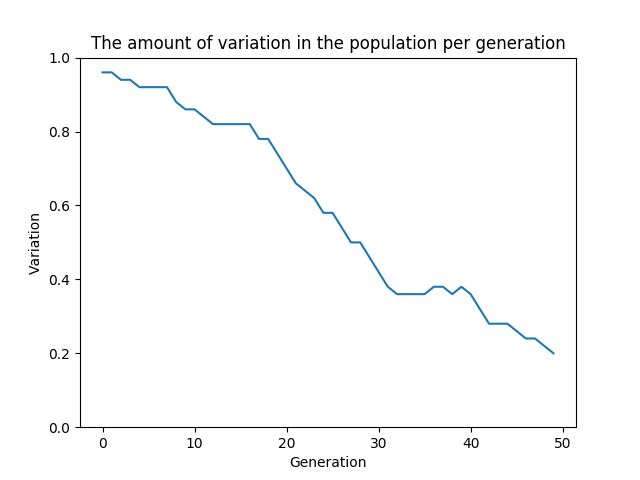 The amount of variation in the population per generation
1.0
0.8
0.6
0.4
0.2
0.0
Variation
0 10 20 30 40 50
Generation